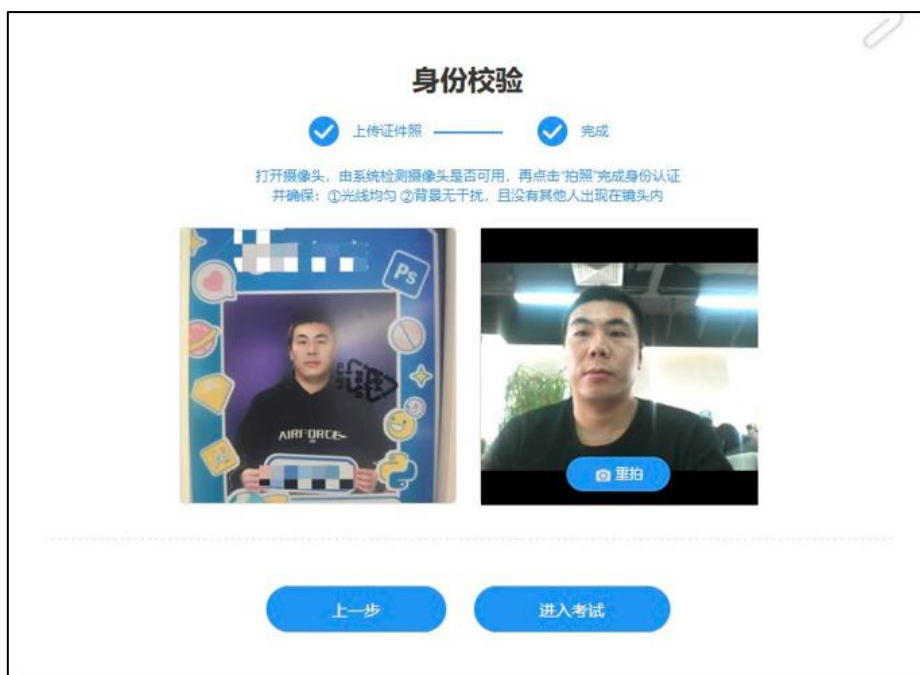 身份校验
上传证件照
完成
打开摄像头，由系统检测摄像头是否可用，再点击"拍照"完成身份认证
并确保：①光线均匀 ②背景无干扰，且没有其他人出现在镜头内
Ps
AIRFORCE
重拍
上一步
进入考试